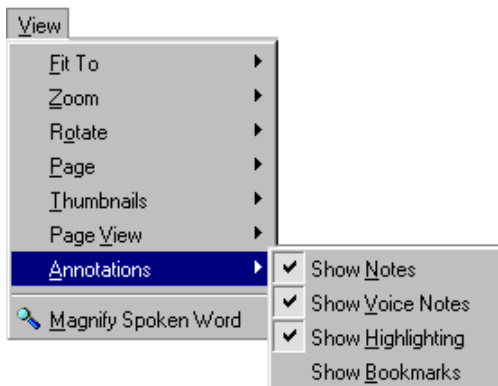 View
Fit To
Zoom
Rotate
Page
Thumbnails
Page View
Annotations
Show Notes
Show Voice Notes
Show Highlighting
Show Bookmarks
Magnify Spoken Word